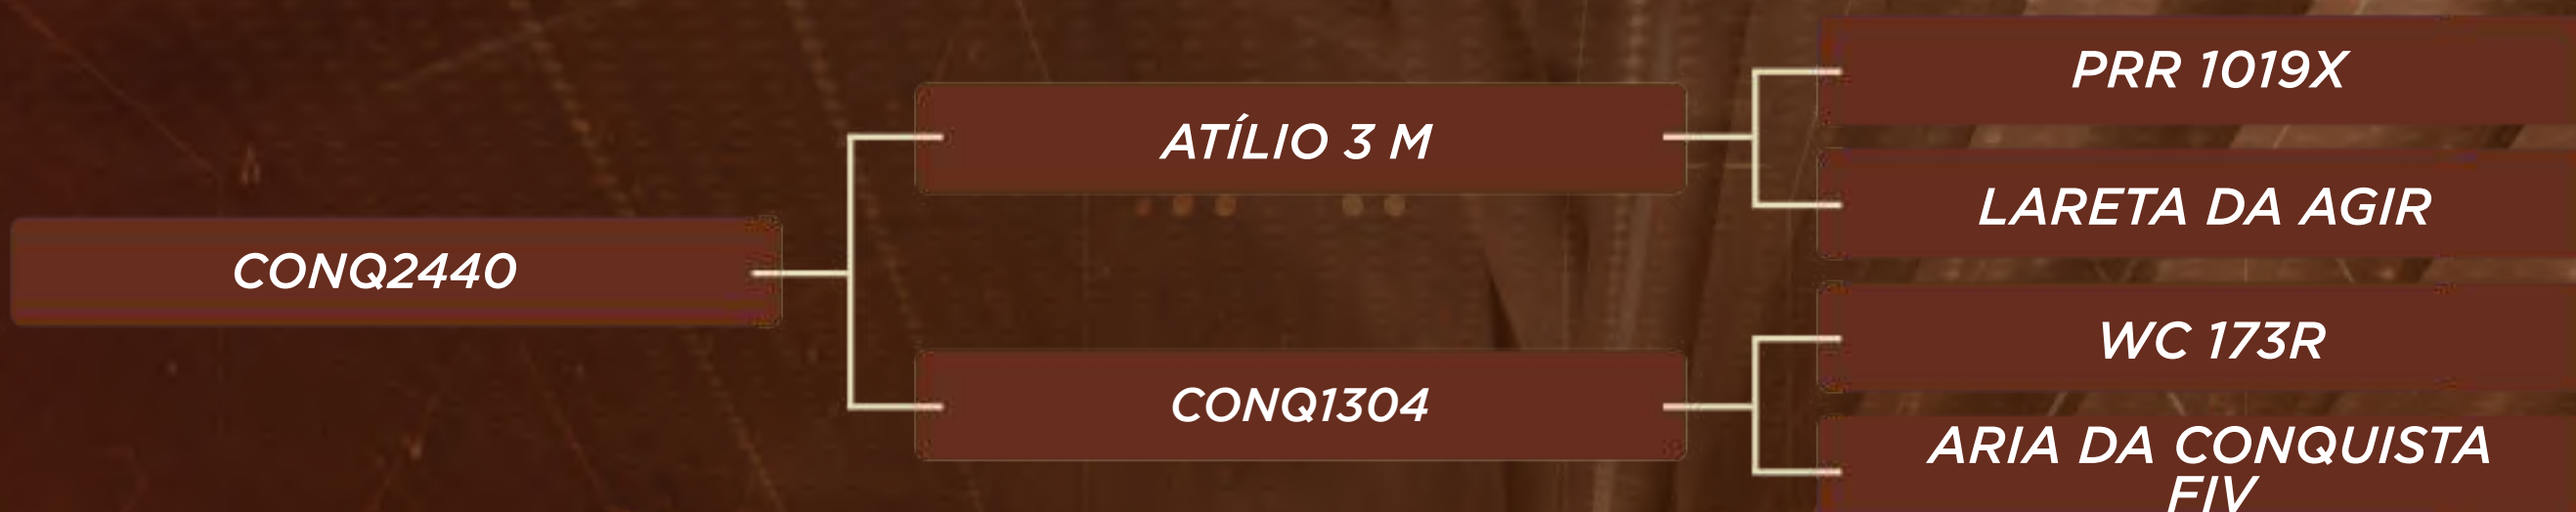 PRR 1019X
ATÍLIO 3 M
LARETA DA AGIR
CONQ2440
WC 173R
CONQ1304
ARIA DA CONQUISTA
FIV